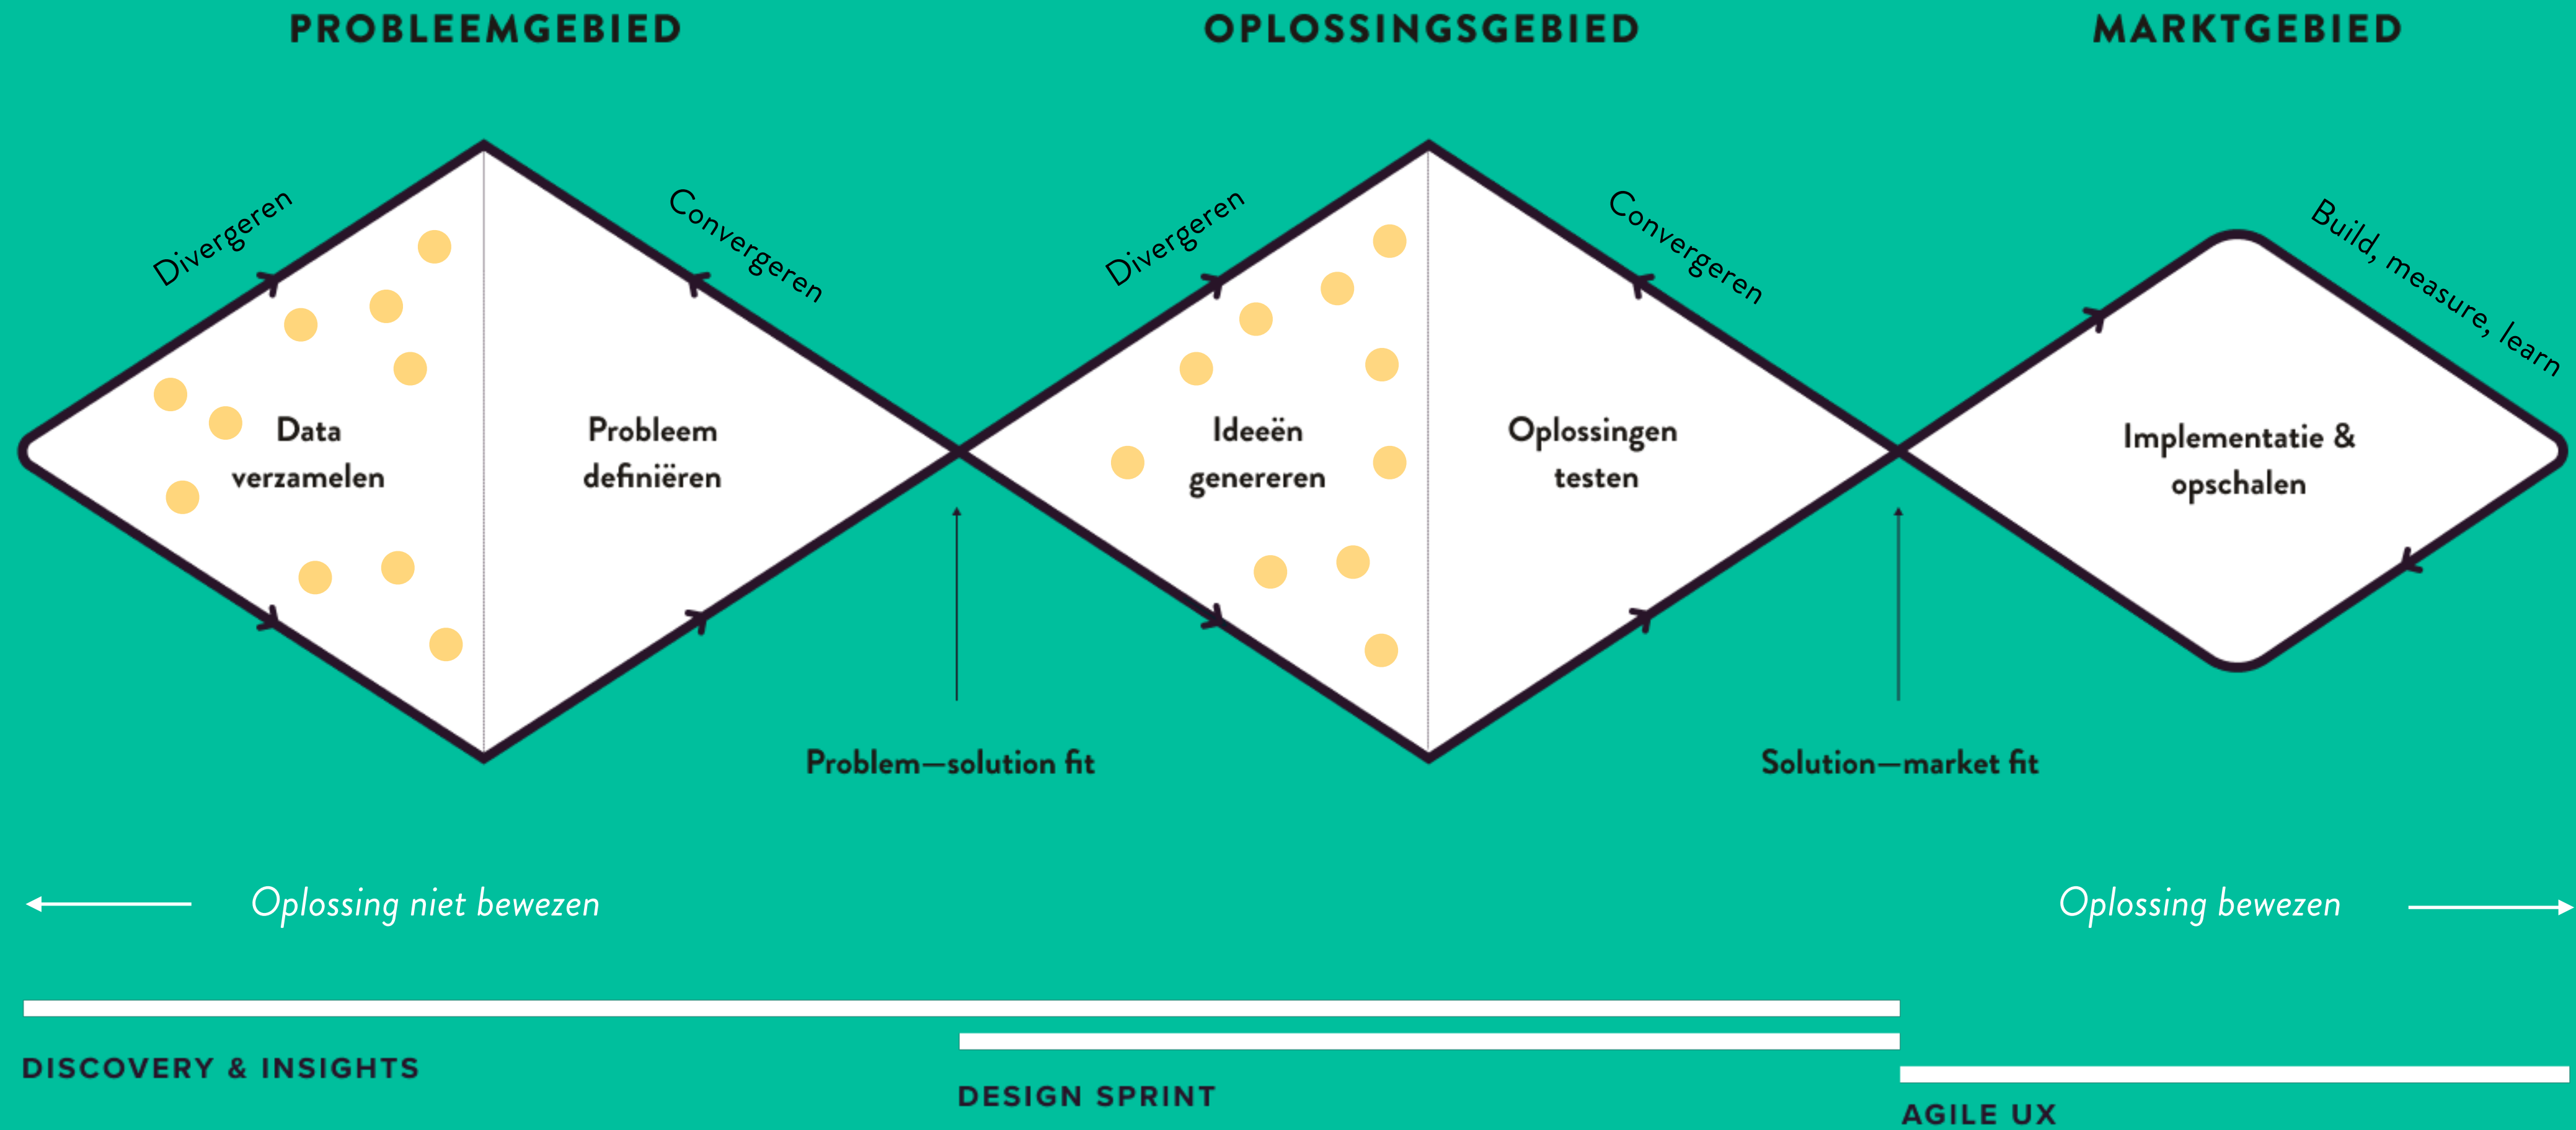 PROBLEEMGEBIED
OPLOSSINGSGEBIED
MARKTGEBIED
Divergeren
Convergeren
Divergeren
Convergeren
Build, measure, learn
Data
verzamelen
Probleem
definiëren
Ideeën
genereren
Oplossingen
testen
Implementatie &
opschalen
Problem—solution fit
Solution—market fit
Oplossing niet bewezen
Oplossing bewezen
DISCOVERY & INSIGHTS
DESIGN SPRINT
AGILE UX